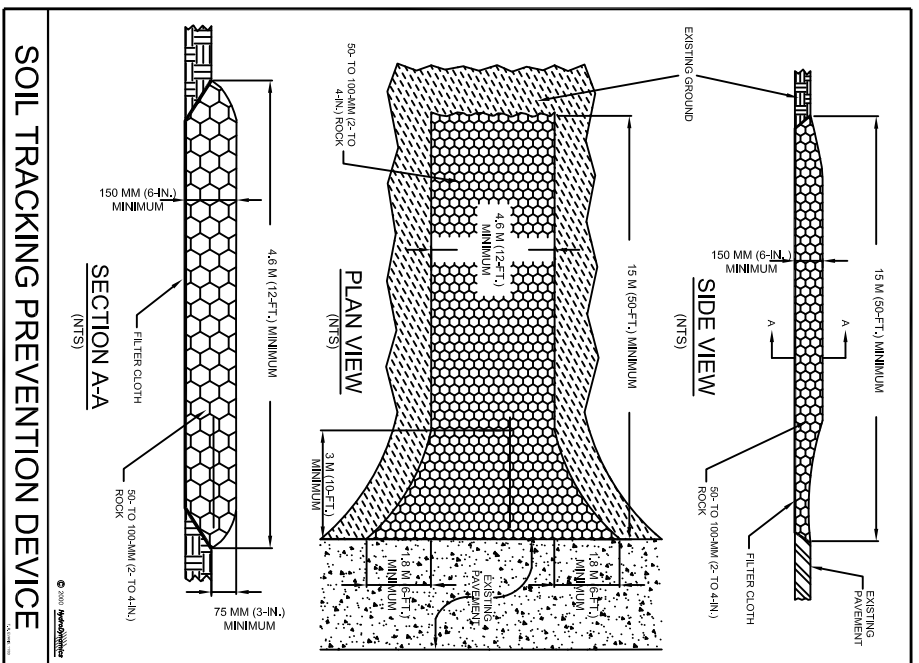 15 M (50-FT.) MINIMUM
150 MM (6-IN.)
MINIMUM
A
A
EXISTING
PAVEMENT
FILTER CLOTH
50- TO 100-MM (2- TO 4-IN.)
ROCK
SIDE VIEW
(NTS)
EXISTING GROUND
15 M (50-FT.) MINIMUM
50- TO 100-MM (2- TO
4-IN.) ROCK
4.6 M (12-FT.)
MINIMUM
3 M (10-FT.)
MINIMUM
1.8 M (6-FT.)
MINIMUM
1.8 M (6-FT.)
MINIMUM
EXISTING
PAVEMENT
PLAN VIEW
(NTS)
4.6 M (12-FT.) MINIMUM
150 MM (6-IN.)
MINIMUM
75 MM (3-IN.)
MINIMUM
FILTER CLOTH
50- TO 100-MM (2- TO 4-IN.)
ROCK
SECTION A-A
(NTS)
SOIL TRACKING PREVENTION DEVICE
© 2000 HydroDynamics